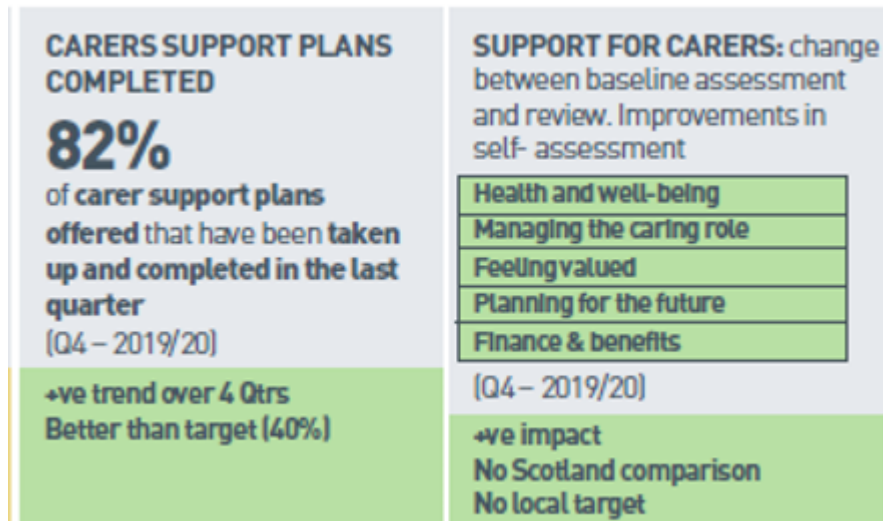 CARERS SUPPORT PLANS
COMPLETED
82%
of carer support plans
offered that have been taken
up and completed in the last
quarter
(Q4 – 2019/20)
+ve trend over 4 Qtrs
Better than target (40%)
SUPPORT FOR CARERS: change
between baseline assessment
and review. Improvements in
self- assessment
Health and well-being
Managing the caring role
Feeling valued
Planning for the future
Finance & benefits
(Q4 – 2019/20)
+ve impact
No Scotland comparison
No local target